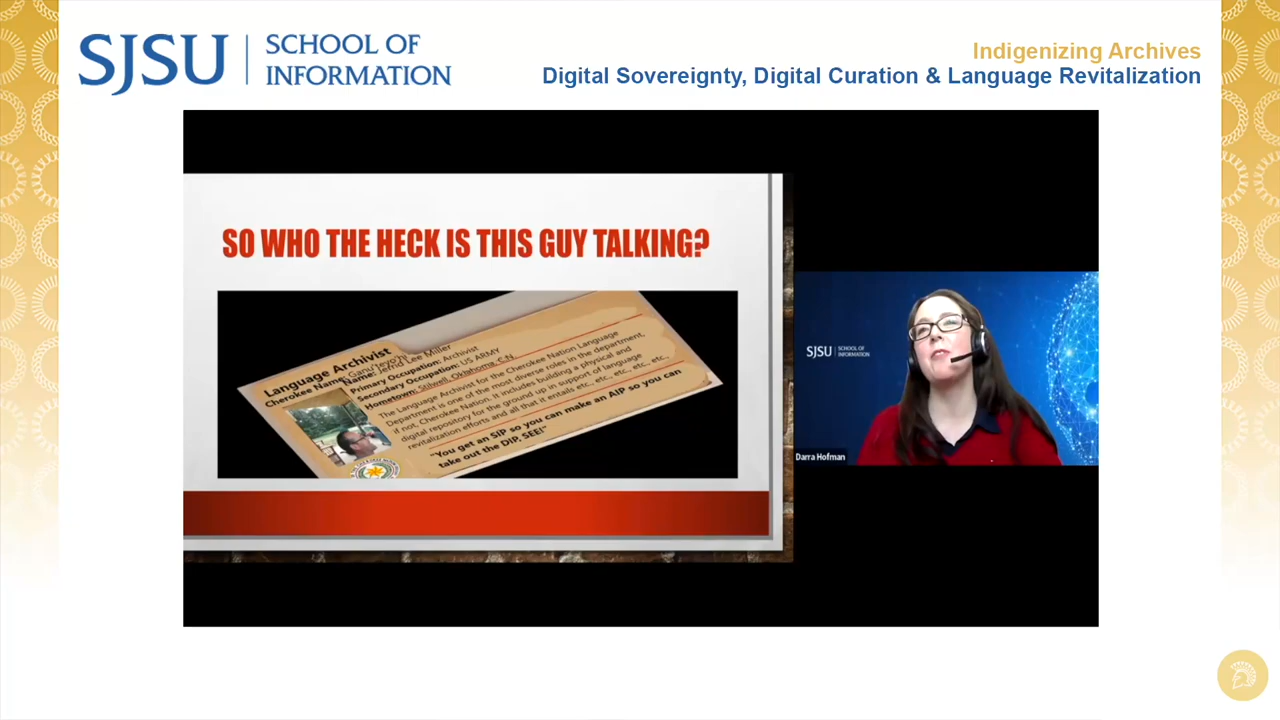 SJSU
SCHOOL OF
INFORMATION
Indigenizing Archives
Digital Sovereignty, Digital Curation & Language Revitalization
SO WHO THE HECK IS THIS GUY TALKING?
Language Archivist
Cherokee Name:
Name: Jerrid Lee Miller
Primary Occupation: Archivist
Secondary Occupation: US ARMY
Hometown: Stilwell, Oklahoma, C.N.
The Language Archivist for the Cherokee Nation Language
Department is one of the most diverse roles in the department,
if not, Cherokee Nation. It includes building a physical and
digital repository for the ground up in support of language
revitalization efforts and all that it entails etc., etc., etc., etc., etc.,
"You get an SIP so you can make an AIP so you can
take out the DIP, SEE!"
SJSU SCHOOL OF
INFORMATION
Darra Hofman